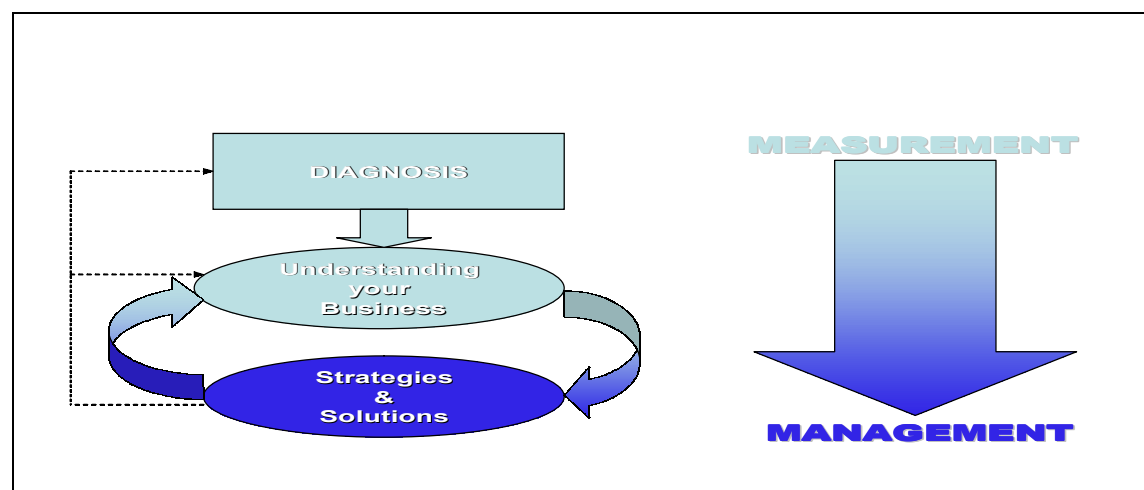 DIAGNOSIS
Understanding
your
Business
Strategies
&
Solutions
MEASUREMENT
MANAGEMENT